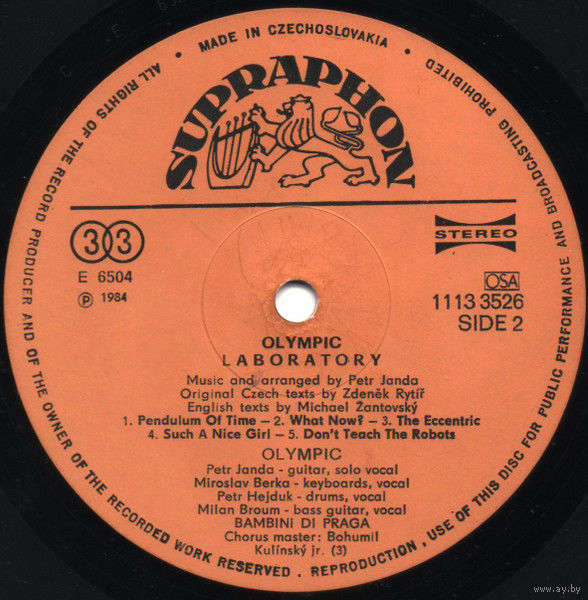 ALL RIGHTS OF THE RECORD PRODUCER AND OF THE OWNER OF THE RECORDED WORK RESERVED . REPRODUCTION , USE OF THIS DISC FOR PUBLIC PERFORMANCE AND BROADCASTING PROHIBITED
• MADE IN CZECHOSLOVAKIA •
SUPRAPHON
33
STEREO
E 6504
℗ 1984
OSA
1113 3526
SIDE 2
OLYMPIC
LABORATORY
Music and arranged by Petr Janda
Original Czech texts by Zdeněk Rytíř
English texts by Michael Žantovský
1. Pendulum Of Time – 2. What Now? – 3. The Eccentric
4. Such A Nice Girl – 5. Don't Teach The Robots
OLYMPIC
Petr Janda - guitar, solo vocal
Miroslav Berka - keyboards, vocal
Petr Hejduk - drums, vocal
Milan Broum - bass guitar, vocal
BAMBINI DI PRAGA
Chorus master: Bohumil
Kulínský jr. (3)
www.ay.by